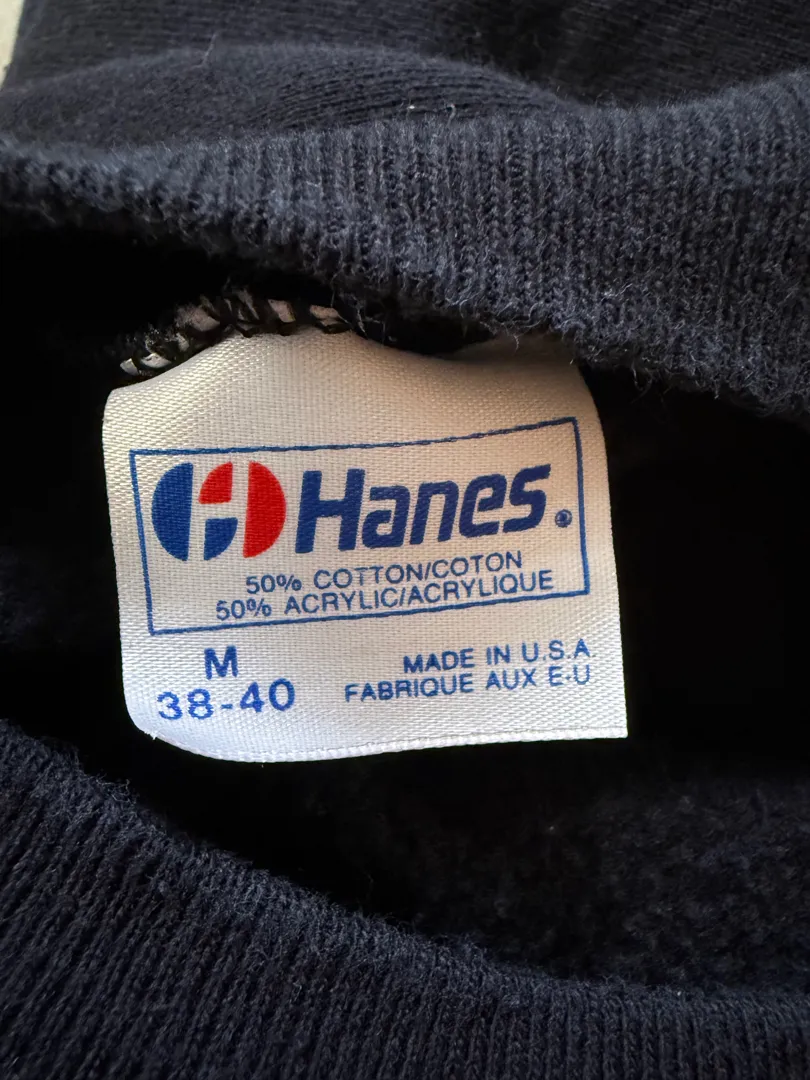 Hanes®
50% COTTON/COTON
50% ACRYLIC/ACRYLIQUE
M
38-40
MADE IN U.S.A
FABRIQUE AUX E-U